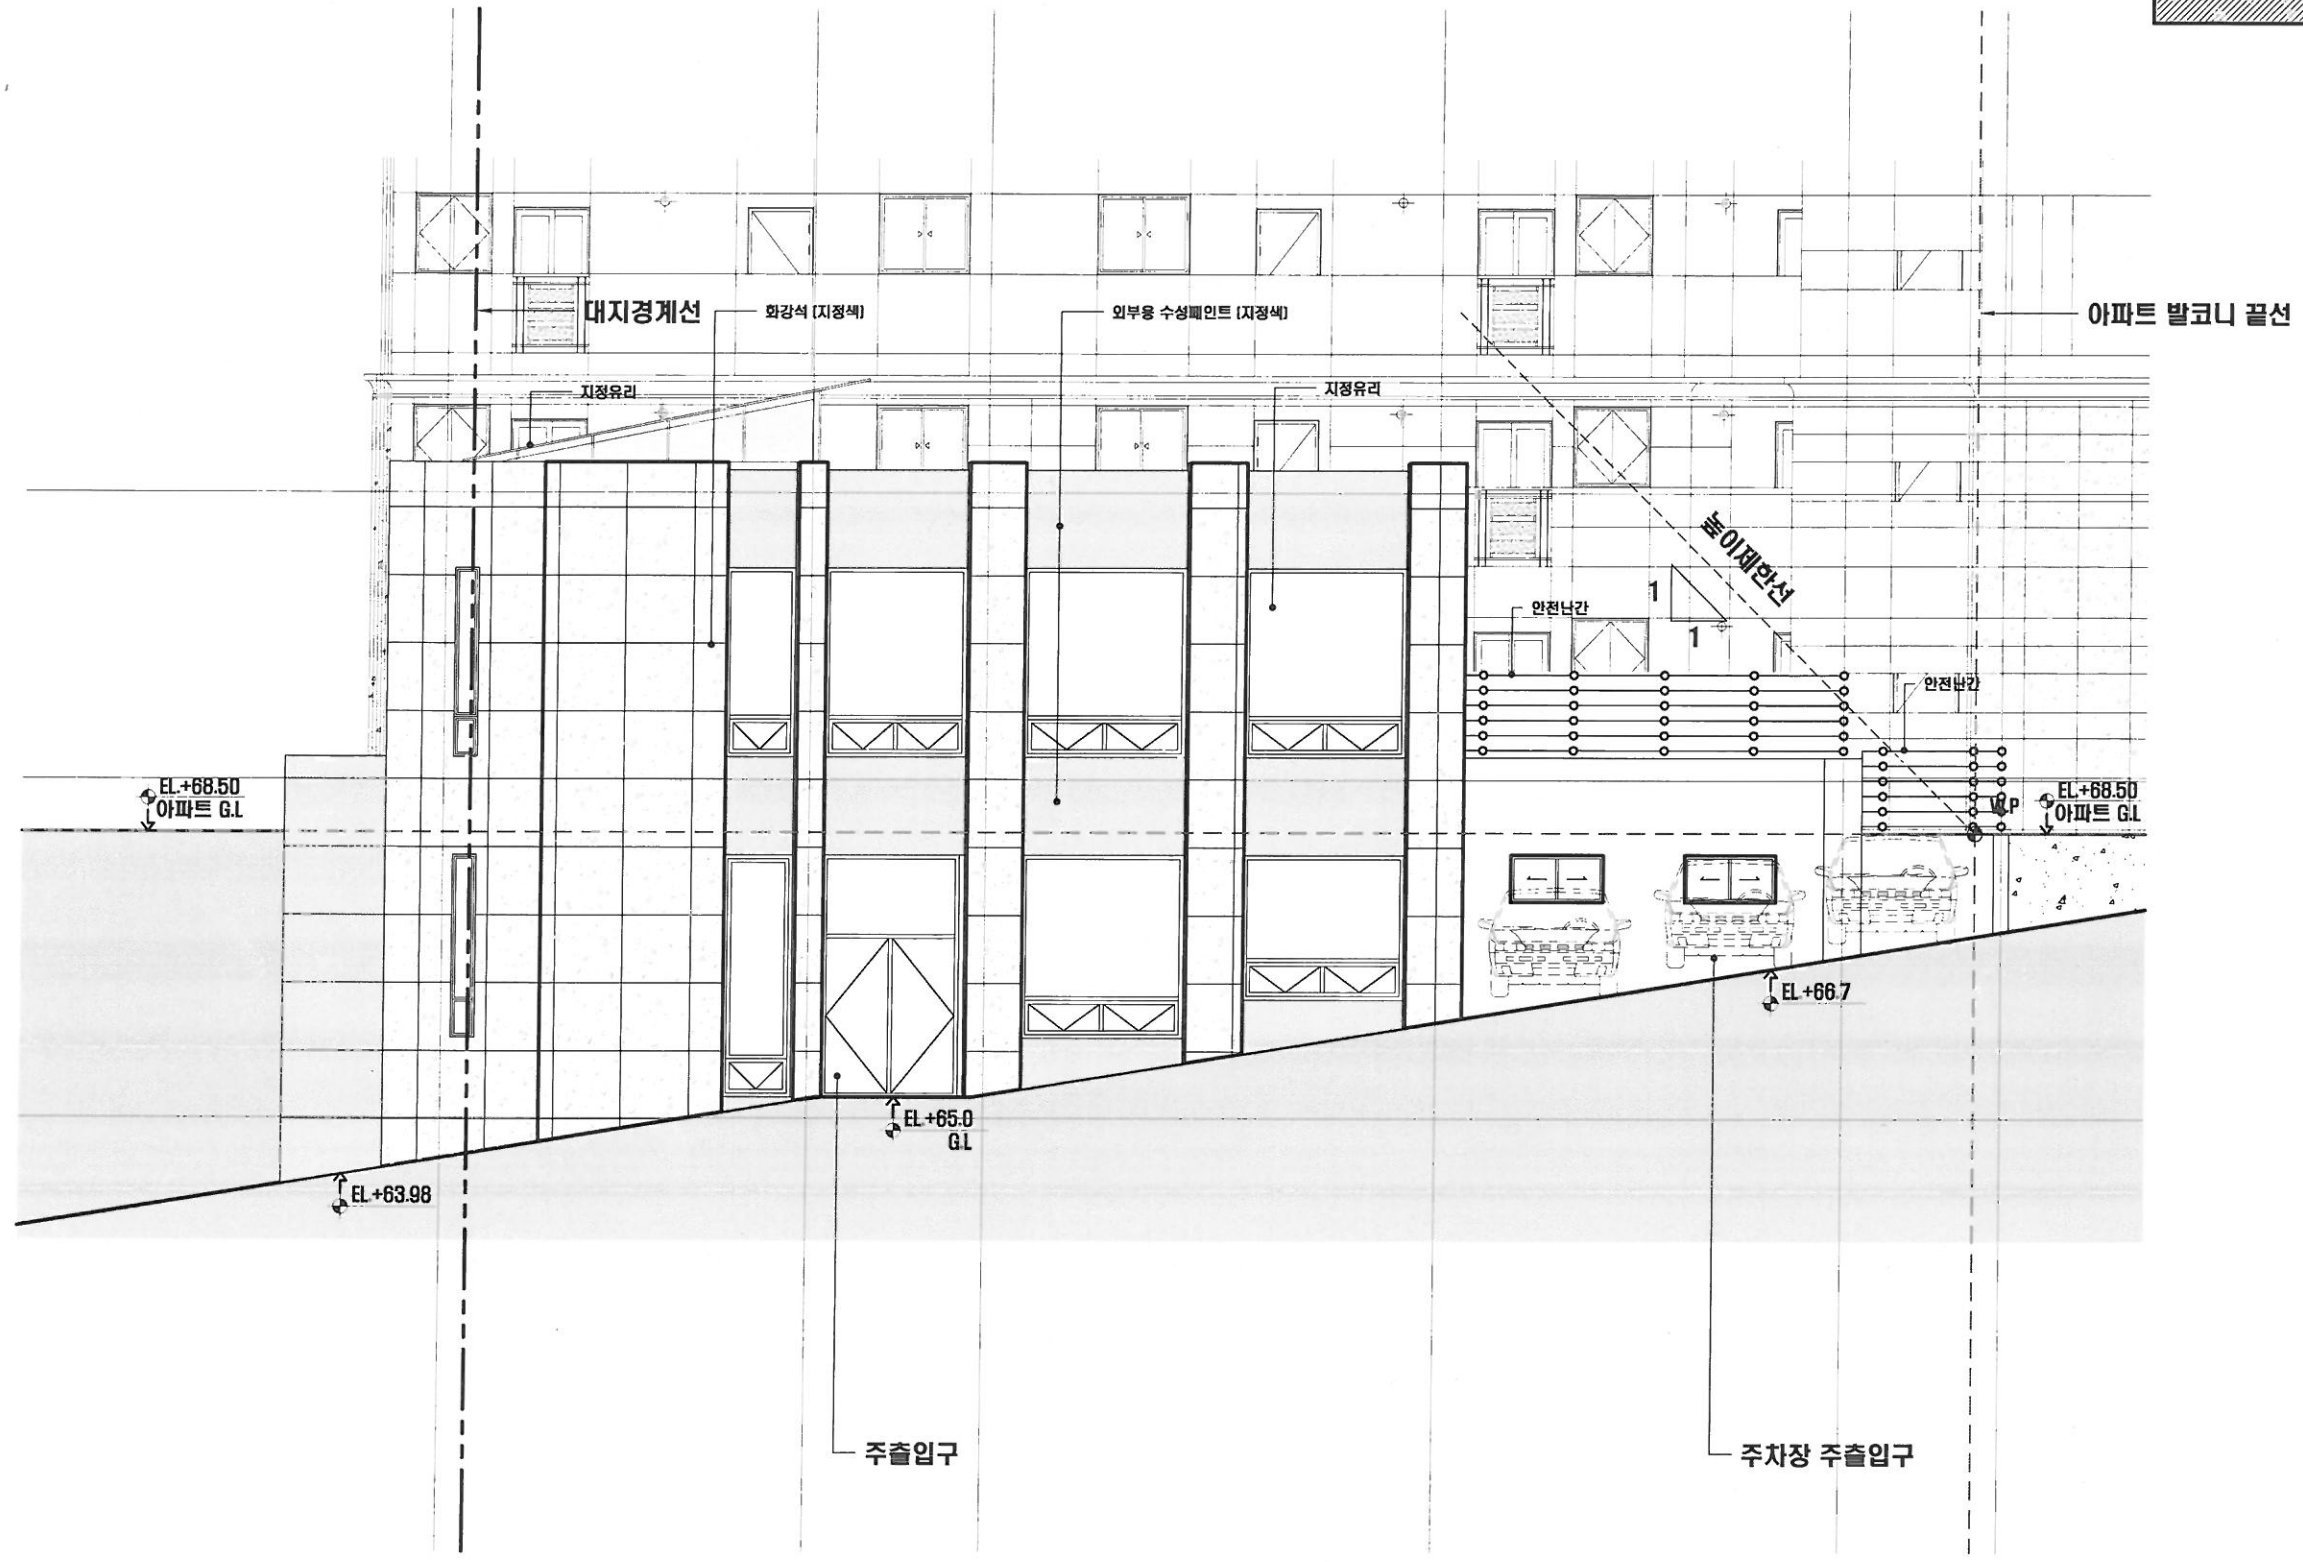 대지경계선
화강석 [지정색]
외부용 수성페인트 [지정색]
아파트 발코니 끝선
지정유리
지정유리
높이제한선
1
1
안전난간
안전난간
EL.+68.50
아파트 G.L
W.P
EL.+68.50
아파트 G.L
EL.+66.7
EL.+65.0
G.L
EL.+63.98
주출입구
주차장 주출입구